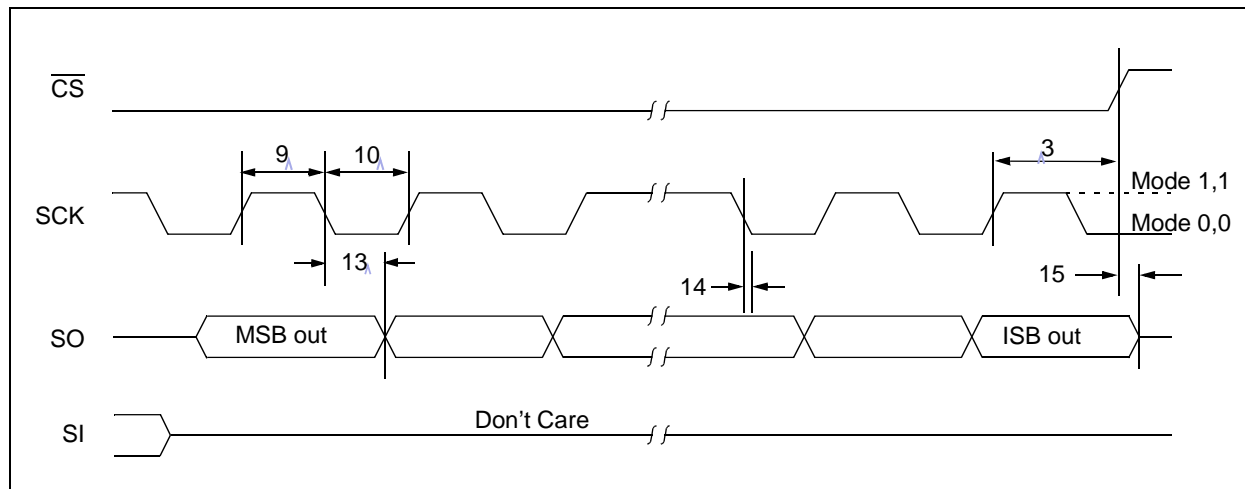 CS
9 10 3
Mode 1,1
SCK
Mode 0,0
13 14 15
SO MSB out ISB out
Don't Care
SI